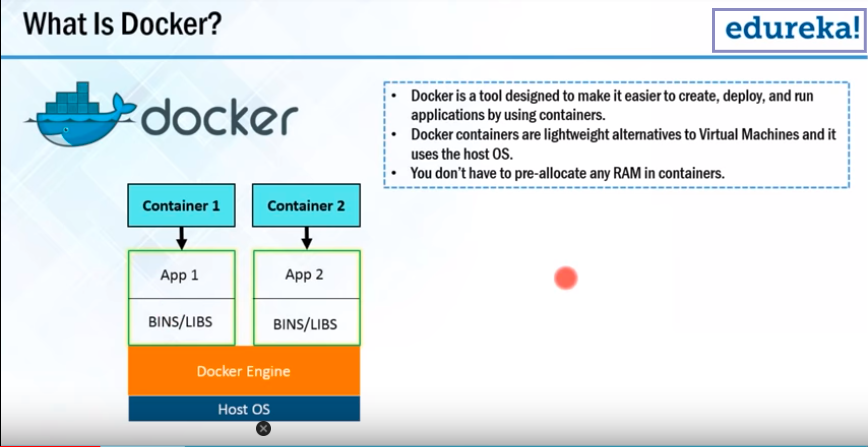 What Is Docker?
edureka!
docker
• Docker is a tool designed to make it easier to create, deploy, and run
applications by using containers.
• Docker containers are lightweight alternatives to Virtual Machines and it
uses the host OS.
• You don't have to pre-allocate any RAM in containers.
Container 1
Container 2
App 1
App 2
BINS/LIBS
BINS/LIBS
Docker Engine
Host OS